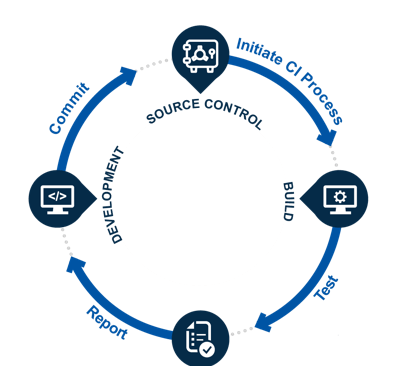 Initiate CI Process
Commit
SOURCE CONTROL
</>
DEVELOPMENT
BUILD
Test
Report